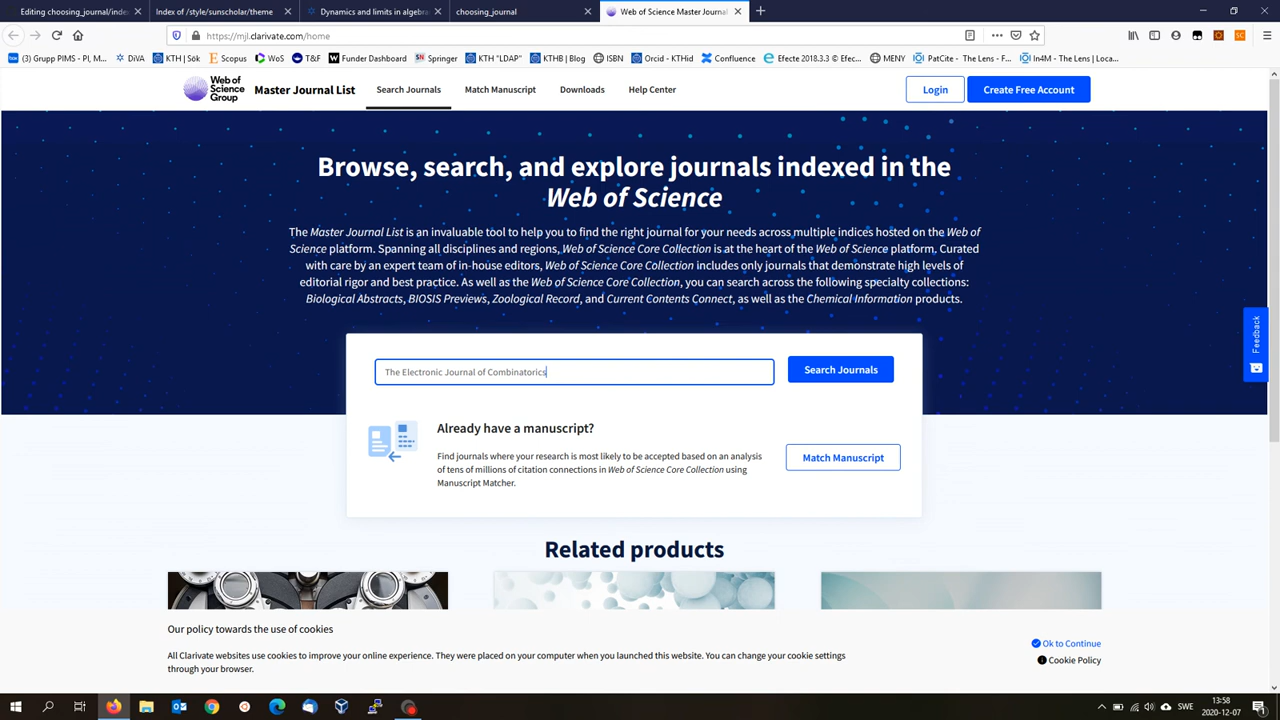 Editing choosing_journal/inde
Index of /style/sunscholar/theme
Dynamics and limits in algebra
choosing_journal
Web of Science Master Journal
https://mjl.clarivate.com/home
(3) Grupp PIMS - PI, M...
DiVA
KTH | Sök
Scopus
WoS
T&F
Funder Dashboard
Springer
KTH "LDAP"
KTHB | Blog
ISBN
Orcid - KTHid
Confluence
Efecte 2018.3.3 © Efec...
MENY
PatCite - The Lens - F...
In4M - The Lens | Loca...
Web of Science Group
Master Journal List
Search Journals
Match Manuscript
Downloads
Help Center
Login
Create Free Account
Browse, search, and explore journals indexed in the
Web of Science
The Master Journal List is an invaluable tool to help you to find the right journal for your needs across multiple indices hosted on the Web of
Science platform. Spanning all disciplines and regions, Web of Science Core Collection is at the heart of the Web of Science platform. Curated
with care by an expert team of in-house editors, Web of Science Core Collection includes only journals that demonstrate high levels of
editorial rigor and best practice. As well as the Web of Science Core Collection, you can search across the following specialty collections:
Biological Abstracts, BIOSIS Previews, Zoological Record, and Current Contents Connect, as well as the Chemical Information products.
Feedback
The Electronic Journal of Combinatorics
Search Journals
Already have a manuscript?
Find journals where your research is most likely to be accepted based on an analysis
of tens of millions of citation connections in Web of Science Core Collection using
Manuscript Matcher.
Match Manuscript
Related products
Our policy towards the use of cookies
All Clarivate websites use cookies to improve your online experience. They were placed on your computer when you launched this website. You can change your cookie settings
through your browser.
Ok to Continue
Cookie Policy
SWE
13:58
2020-12-07